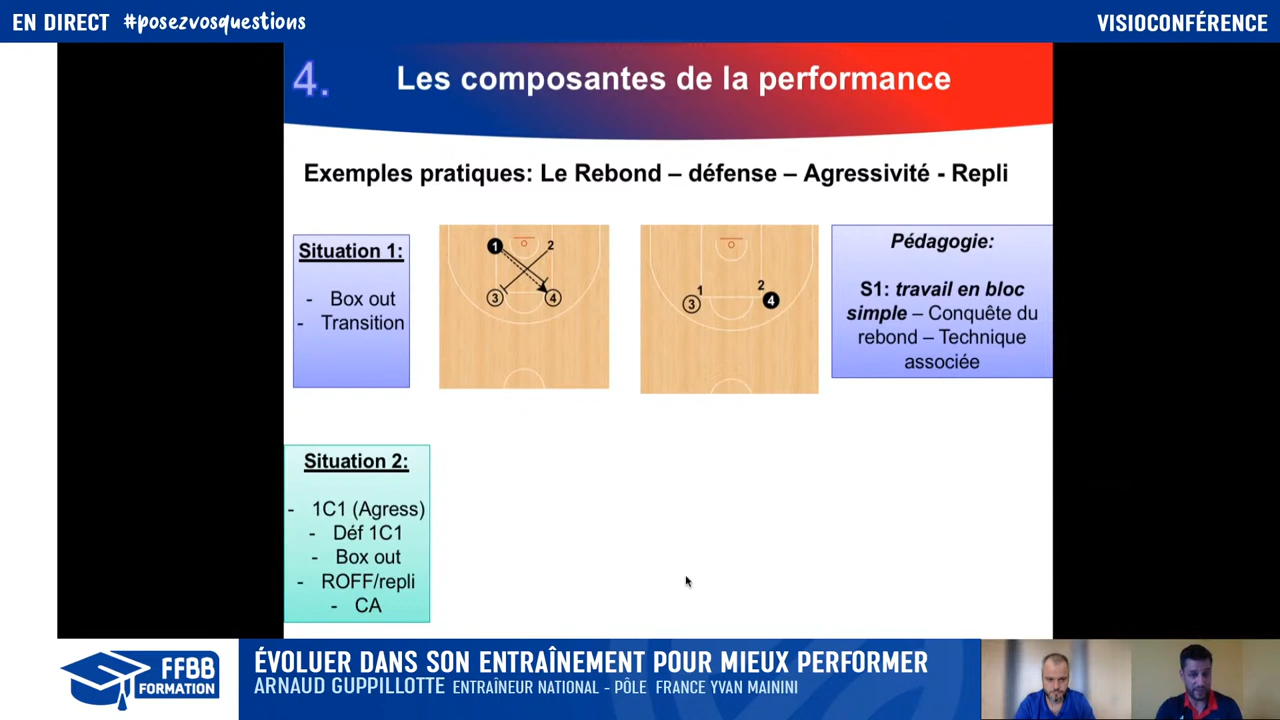 EN DIRECT #posezvosquestions
VISIOCONFÉRENCE
4. Les composantes de la performance
Exemples pratiques: Le Rebond – défense – Agressivité - Repli
Situation 1:
- Box out
- Transition
1 2
3 4
1 2
3 4
Pédagogie:
S1: travail en bloc
simple – Conquête du
rebond – Technique
associée
Situation 2:
- 1C1 (Agress)
- Déf 1C1
- Box out
- ROFF/repli
- CA
FFBB
FORMATION
ÉVOLUER DANS SON ENTRAÎNEMENT POUR MIEUX PERFORMER
ARNAUD GUPPILLOTTE ENTRAÎNEUR NATIONAL - PÔLE FRANCE YVAN MAININI